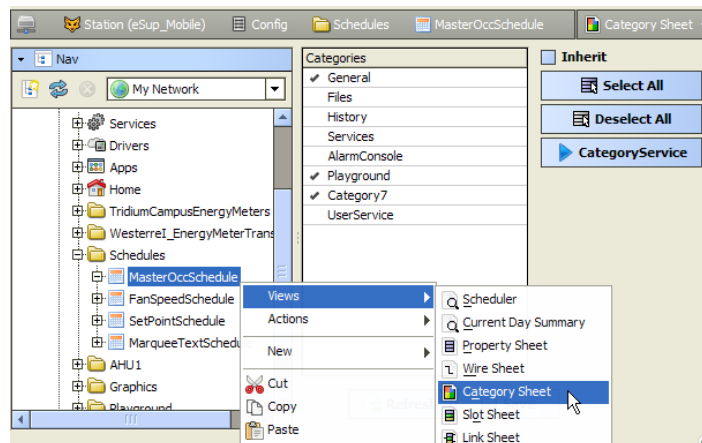 Station (eSup_Mobile) Config Schedules MasterOccSchedule Category Sheet
Nav
My Network
Services
Drivers
Apps
Home
TridiumCampusEnergyMeters
WesterreI_EnergyMeterTrans
Schedules
MasterOccSchedule
FanSpeedSchedule
SetPointSchedule
MarqueeTextSchedu
AHU1
Graphics
Playground
Categories
General
Files
History
Services
AlarmConsole
Playground
Category7
UserService
Inherit
Select All
Deselect All
CategoryService
Views
Actions
New
Cut
Copy
Paste
Scheduler
Current Day Summary
Property Sheet
Wire Sheet
Category Sheet
Slot Sheet
Link Sheet